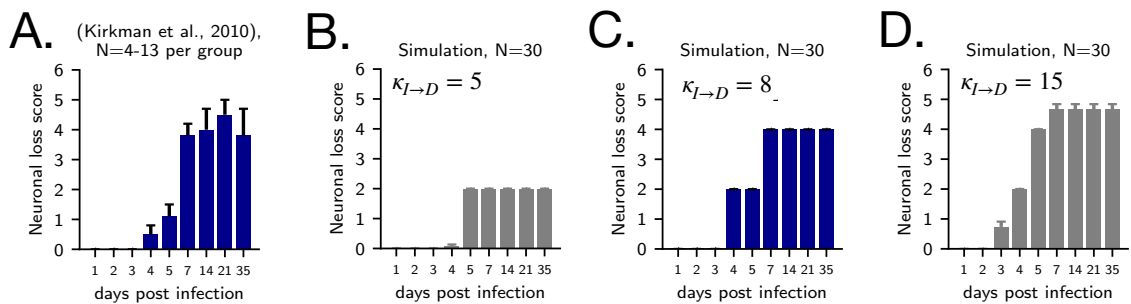 A.
(Kirkman et al., 2010),
N=4-13 per group
Neuronal loss score
6
5
4
3
2
1
0
1 2 3 4 5 7 14 21 35
days post infection
B.
Simulation, N=30
κI→D = 5
Neuronal loss score
6
5
4
3
2
1
0
1 2 3 4 5 7 14 21 35
days post infection
C.
Simulation, N=30
κI→D = 8
Neuronal loss score
6
5
4
3
2
1
0
1 2 3 4 5 7 14 21 35
days post infection
D.
Simulation, N=30
κI→D = 15
Neuronal loss score
6
5
4
3
2
1
0
1 2 3 4 5 7 14 21 35
days post infection